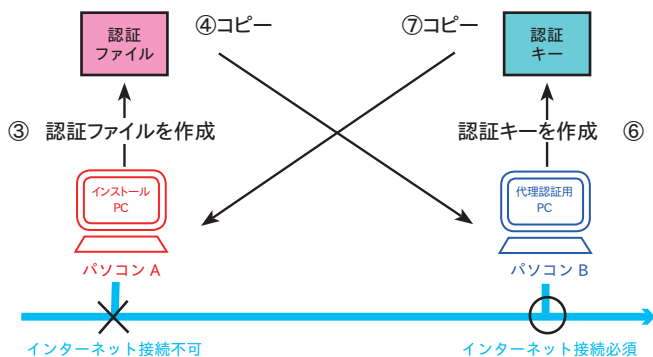 認証
ファイル
④コピー
⑦コピー
認証
キー
③ 認証ファイルを作成
認証キーを作成 ⑥
インストール
PC
代理認証用
PC
パソコン A
パソコン B
インターネット接続不可
インターネット接続必須